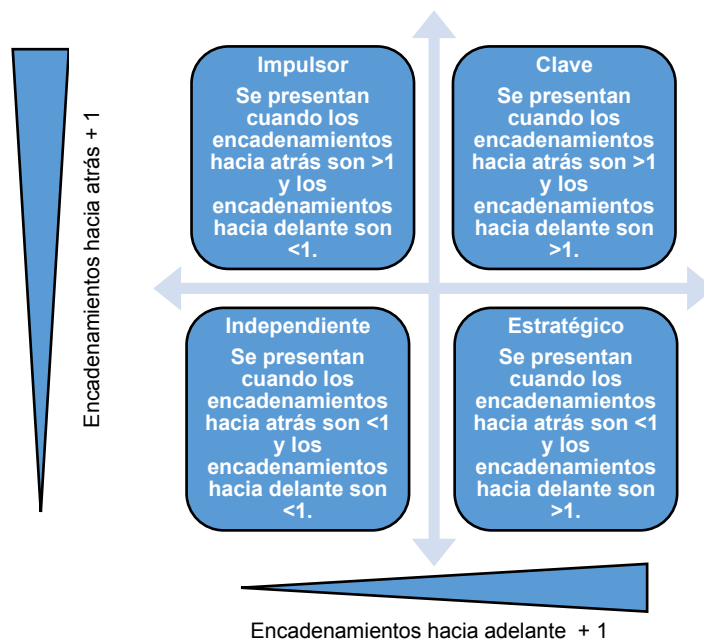 Encadenamientos hacia atrás + 1
Impulsor
Se presentan
cuando los
encadenamientos
hacia atrás son >1
y los
encadenamientos
hacia delante son
<1.
Clave
Se presentan
cuando los
encadenamientos
hacia atrás son >1
y los
encadenamientos
hacia delante son
>1.
Independiente
Se presentan
cuando los
encadenamientos
hacia atrás son <1
y los
encadenamientos
hacia delante son
<1.
Estratégico
Se presentan
cuando los
encadenamientos
hacia atrás son <1
y los
encadenamientos
hacia delante son
>1.
Encadenamientos hacia adelante + 1